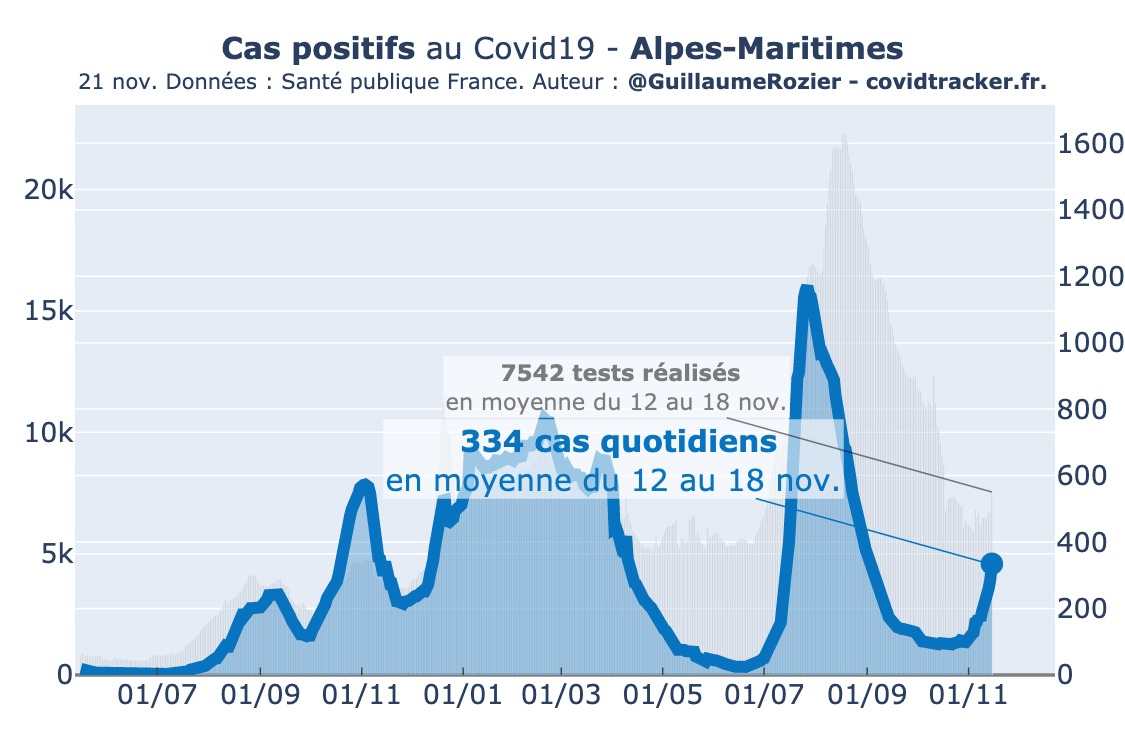 Cas positifs au Covid19 - Alpes-Maritimes
21 nov. Données : Santé publique France. Auteur : @GuillaumeRozier - covidtracker.fr.
1600
20k
1400
1200
15k
1000
7542 tests réalisés
en moyenne du 12 au 18 nov.
800
10k
334 cas quotidiens
en moyenne du 12 au 18 nov.
600
5k
400
200
0
0
01/07 01/09 01/11 01/01 01/03 01/05 01/07 01/09 01/11